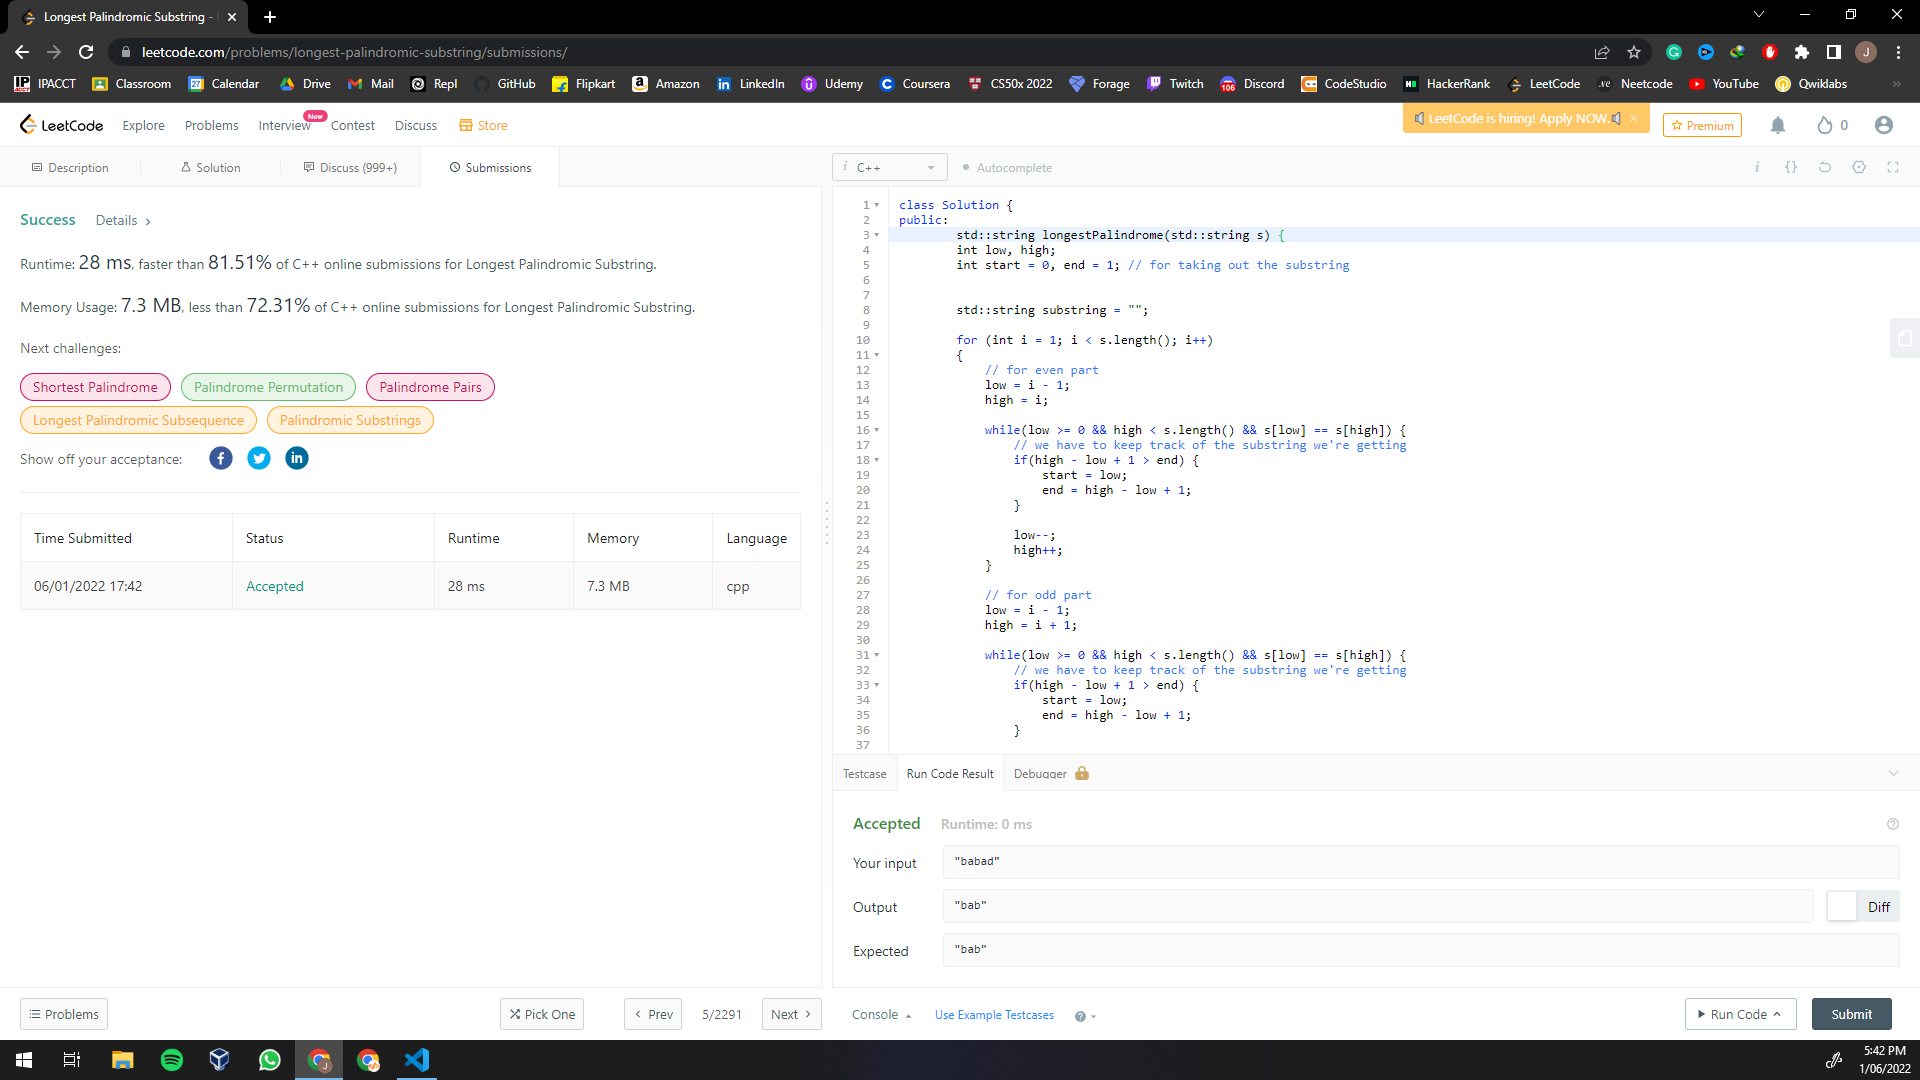 Longest Palindromic Substring -
leetcode.com/problems/longest-palindromic-substring/submissions/
J
IPACCT Classroom Calendar Drive Mail Repl GitHub Flipkart Amazon LinkedIn Udemy Coursera CS50x 2022 Forage Twitch Discord CodeStudio HackerRank LeetCode Neetcode YouTube Qwiklabs »
LeetCode Explore Problems Interview New Contest Discuss Store LeetCode is hiring! Apply NOW. × Premium 0
Description Solution Discuss (999+) Submissions
i C++ Autocomplete i {}
Success Details >
Runtime: 28 ms, faster than 81.51% of C++ online submissions for Longest Palindromic Substring.
Memory Usage: 7.3 MB, less than 72.31% of C++ online submissions for Longest Palindromic Substring.
Next challenges:
Shortest Palindrome Palindrome Permutation Palindrome Pairs
Longest Palindromic Subsequence Palindromic Substrings
Show off your acceptance:
Time Submitted Status Runtime Memory Language
06/01/2022 17:42 Accepted 28 ms 7.3 MB cpp
1 class Solution {
2 public:
3 std::string longestPalindrome(std::string s) {
4 int low, high;
5 int start = 0, end = 1; // for taking out the substring
6
7
8 std::string substring = "";
9
10 for (int i = 1; i < s.length(); i++)
11 {
12 // for even part
13 low = i - 1;
14 high = i;
15
16 while(low >= 0 && high < s.length() && s[low] == s[high]) {
17 // we have to keep track of the substring we're getting
18 if(high - low + 1 > end) {
19 start = low;
20 end = high - low + 1;
21 }
22
23 low--;
24 high++;
25 }
26
27 // for odd part
28 low = i - 1;
29 high = i + 1;
30
31 while(low >= 0 && high < s.length() && s[low] == s[high]) {
32 // we have to keep track of the substring we're getting
33 if(high - low + 1 > end) {
34 start = low;
35 end = high - low + 1;
36 }
37
Testcase Run Code Result Debugger
Accepted Runtime: 0 ms
Your input "babad"
Output "bab" Diff
Expected "bab"
Problems Pick One < Prev 5/2291 Next >
Console Use Example Testcases Run Code Submit
5:42 PM
1/06/2022